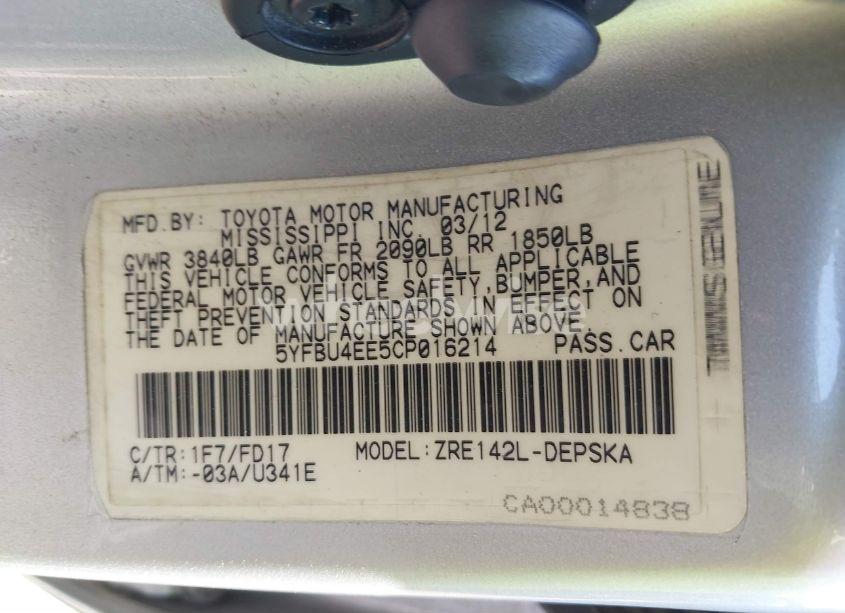 MFD.BY: TOYOTA MOTOR MANUFACTURING
MISSISSIPPI INC. 03/12
GVWR 3840LB GAWR FR 2090LB RR 1850LB
THIS VEHICLE CONFORMS TO ALL APPLICABLE
FEDERAL MOTOR VEHICLE SAFETY,BUMPER,AND
THEFT PREVENTION STANDARDS IN EFFECT ON
THE DATE OF MANUFACTURE SHOWN ABOVE.
5YFBU4EE5CP016214 PASS.CAR
C/TR:1F7/FD17 MODEL:ZRE142L-DEPSKA
A/TM:-03A/U341E
CA00014838